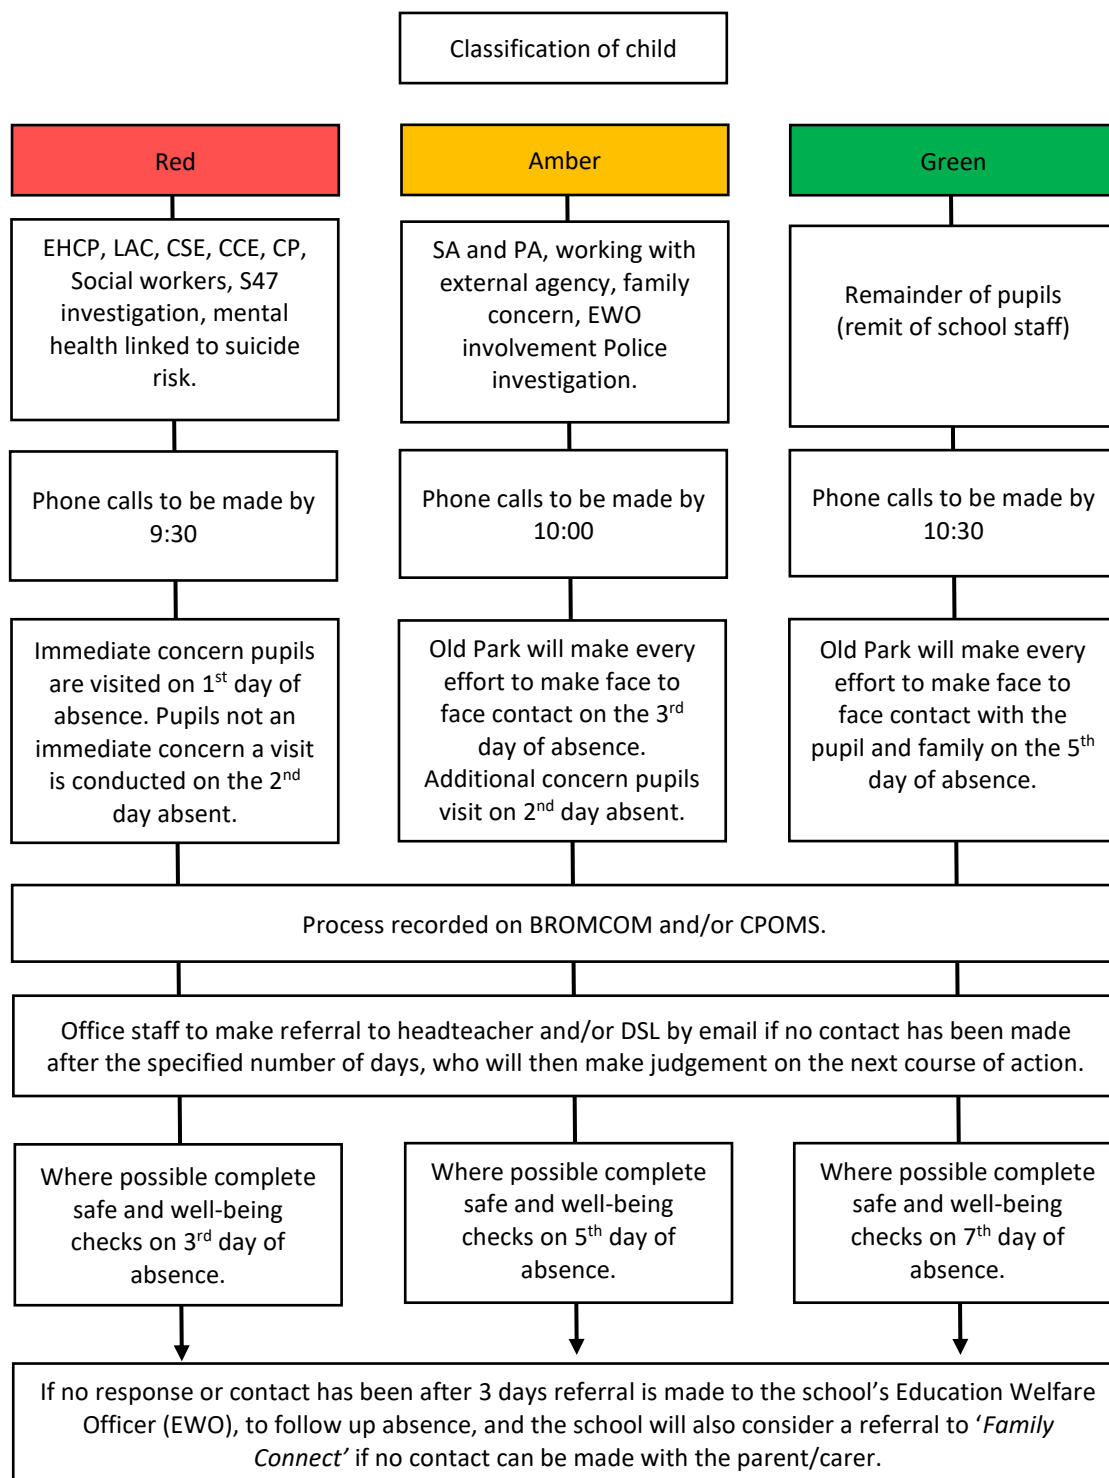 Classification of child
Red
Amber
Green
EHCP, LAC, CSE, CCE, CP,
Social workers, S47
investigation, mental
health linked to suicide
risk.
SA and PA, working with
external agency, family
concern, EWO
involvement Police
investigation.
Remainder of pupils
(remit of school staff)
Phone calls to be made by
9:30
Phone calls to be made by
10:00
Phone calls to be made by
10:30
Immediate concern pupils
are visited on 1st day of
absence. Pupils not an
immediate concern a visit
is conducted on the 2nd
day absent.
Old Park will make every
effort to make face to
face contact on the 3rd
day of absence.
Additional concern pupils
visit on 2nd day absent.
Old Park will make every
effort to make face to
face contact with the
pupil and family on the 5th
day of absence.
Process recorded on BROMCOM and/or CPOMS.
Office staff to make referral to headteacher and/or DSL by email if no contact has been made
after the specified number of days, who will then make judgement on the next course of action.
Where possible complete
safe and well-being
checks on 3rd day of
absence.
Where possible complete
safe and well-being
checks on 5th day of
absence.
Where possible complete
safe and well-being
checks on 7th day of
absence.
If no response or contact has been after 3 days referral is made to the school's Education Welfare
Officer (EWO), to follow up absence, and the school will also consider a referral to 'Family
Connect' if no contact can be made with the parent/carer.